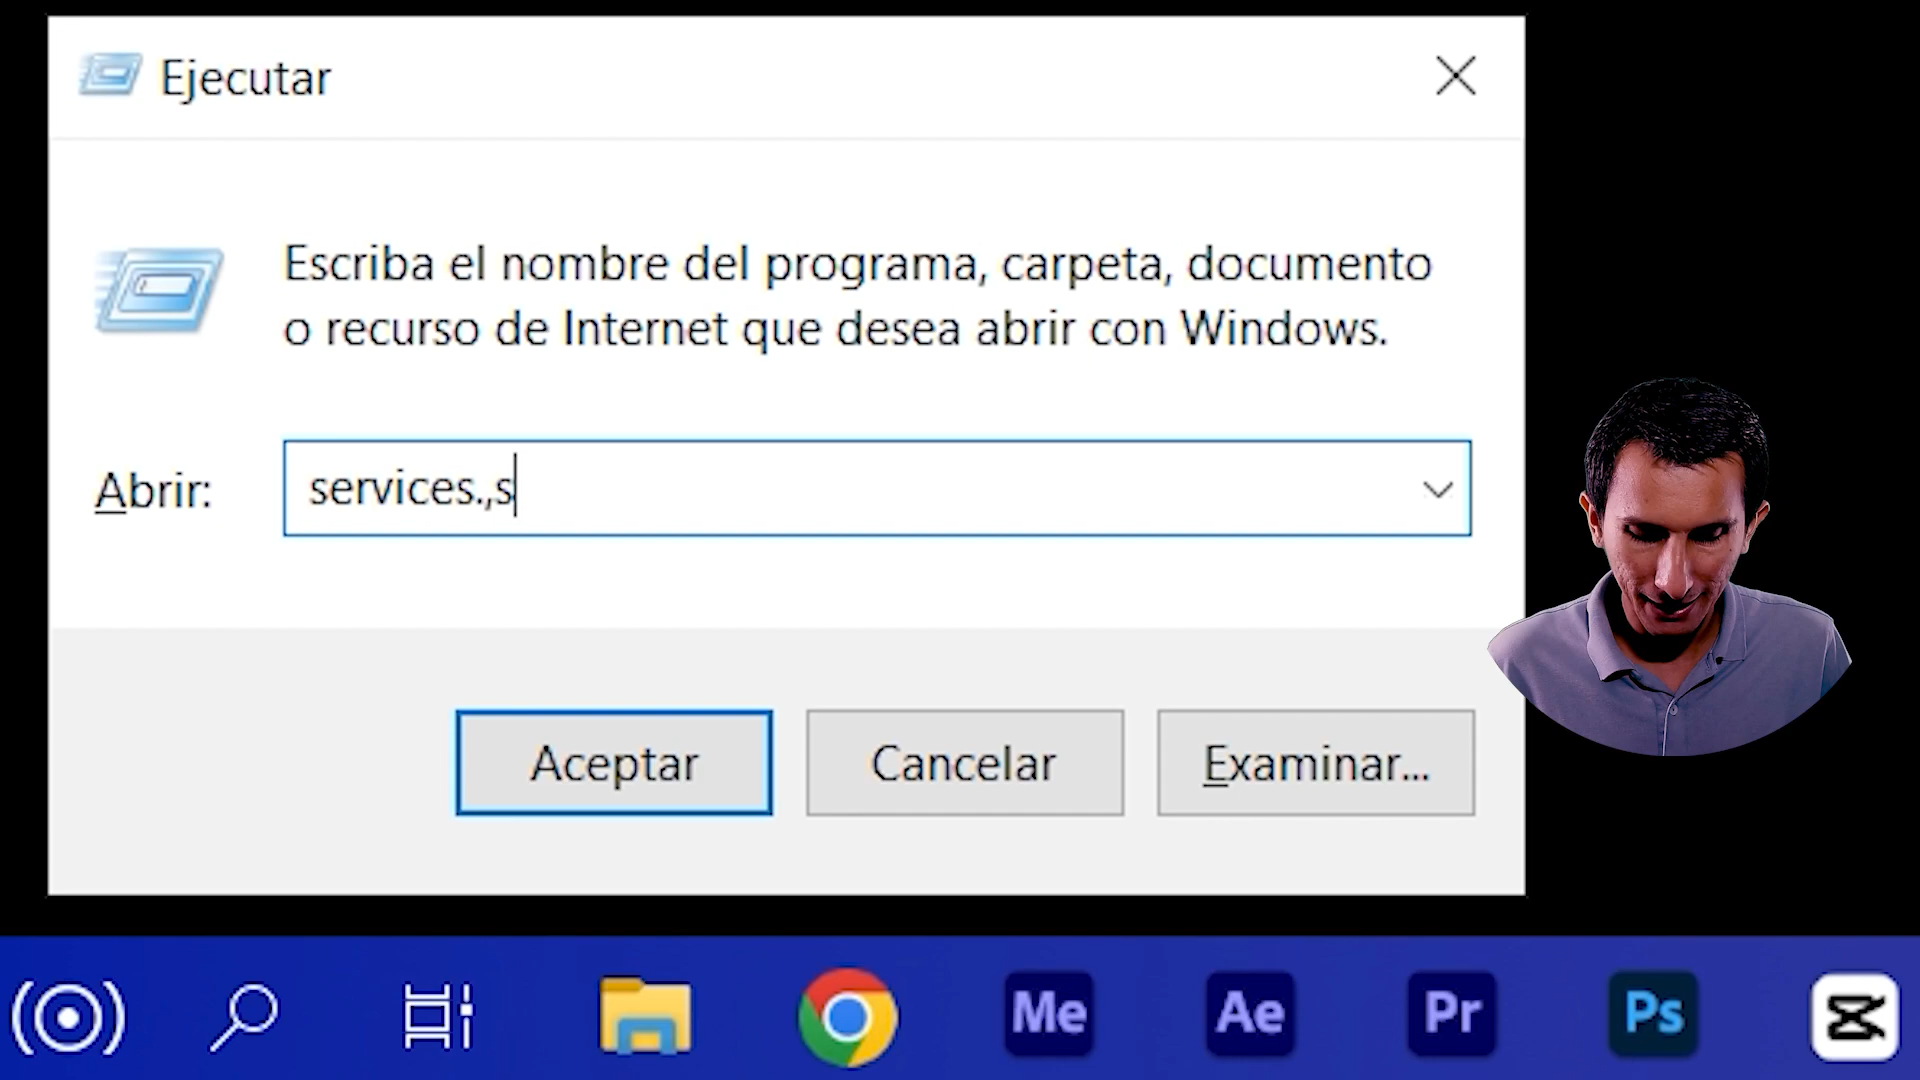 Ejecutar
Escriba el nombre del programa, carpeta, documento
o recurso de Internet que desea abrir con Windows.
Abrir: services.,s
Aceptar Cancelar Examinar...
Me Ae Pr Ps